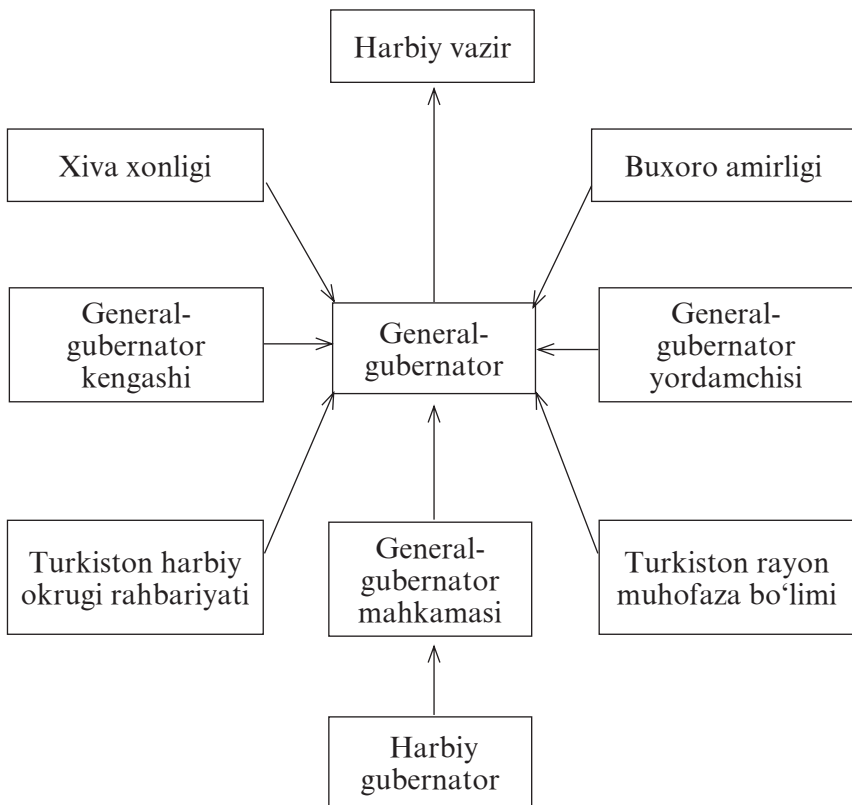 Harbiy vazir
Xiva xonligi
Buxoro amirligi
General-
gubernator
kengashi
General-
gubernator
General-
gubernator
yordamchisi
Turkiston harbiy
okrugi rahbariyati
General-
gubernator
mahkamasi
Turkiston rayon
muhofaza bo‘limi
Harbiy
gubernator